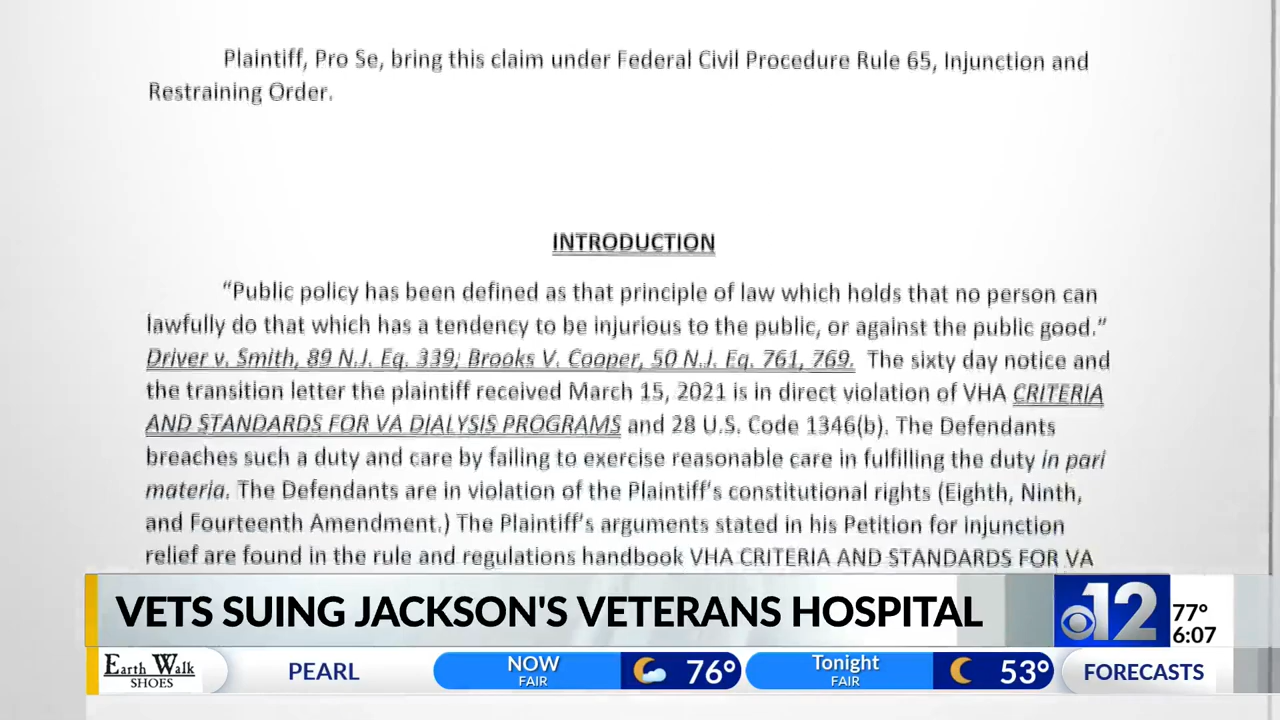 Plaintiff, Pro Se, bring this claim under Federal Civil Procedure Rule 65, Injunction and
Restraining Order.
INTRODUCTION
“Public policy has been defined as that principle of law which holds that no person can
lawfully do that which has a tendency to be injurious to the public, or against the public good.”
Driver v. Smith, 89 N.J. Eq. 339; Brooks V. Cooper, 50 N.J. Eq. 761, 769. The sixty day notice and
the transition letter the plaintiff received March 15, 2021 is in direct violation of VHA CRITERIA
AND STANDARDS FOR VA DIALYSIS PROGRAMS and 28 U.S. Code 1346(b). The Defendants
breaches such a duty and care by failing to exercise reasonable care in fulfilling the duty in pari
materia. The Defendants are in violation of the Plaintiff’s constitutional rights (Eighth, Ninth,
and Fourteenth Amendment.) The Plaintiff’s arguments stated in his Petition for Injunction
relief are found in the rule and regulations handbook VHA CRITERIA AND STANDARDS FOR VA
VETS SUING JACKSON'S VETERANS HOSPITAL
12
77°
6:07
Earth Walk
SHOES
PEARL
NOW
FAIR
76°
Tonight
FAIR
53°
FORECASTS